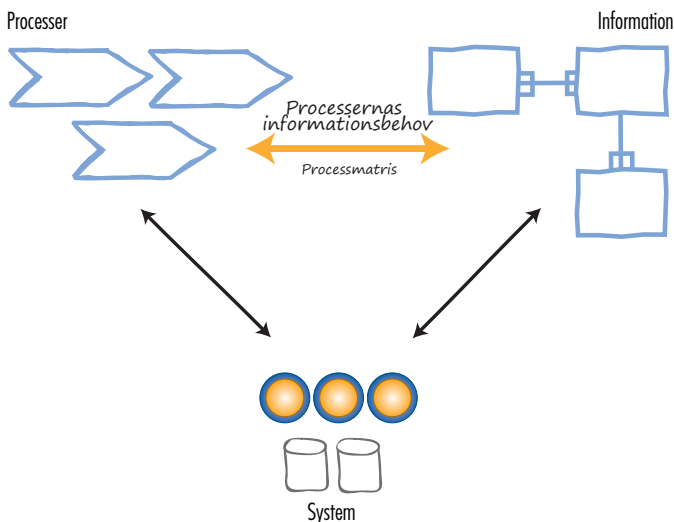 Processer
Information
Processernas
informationsbehov
Processmatris
System